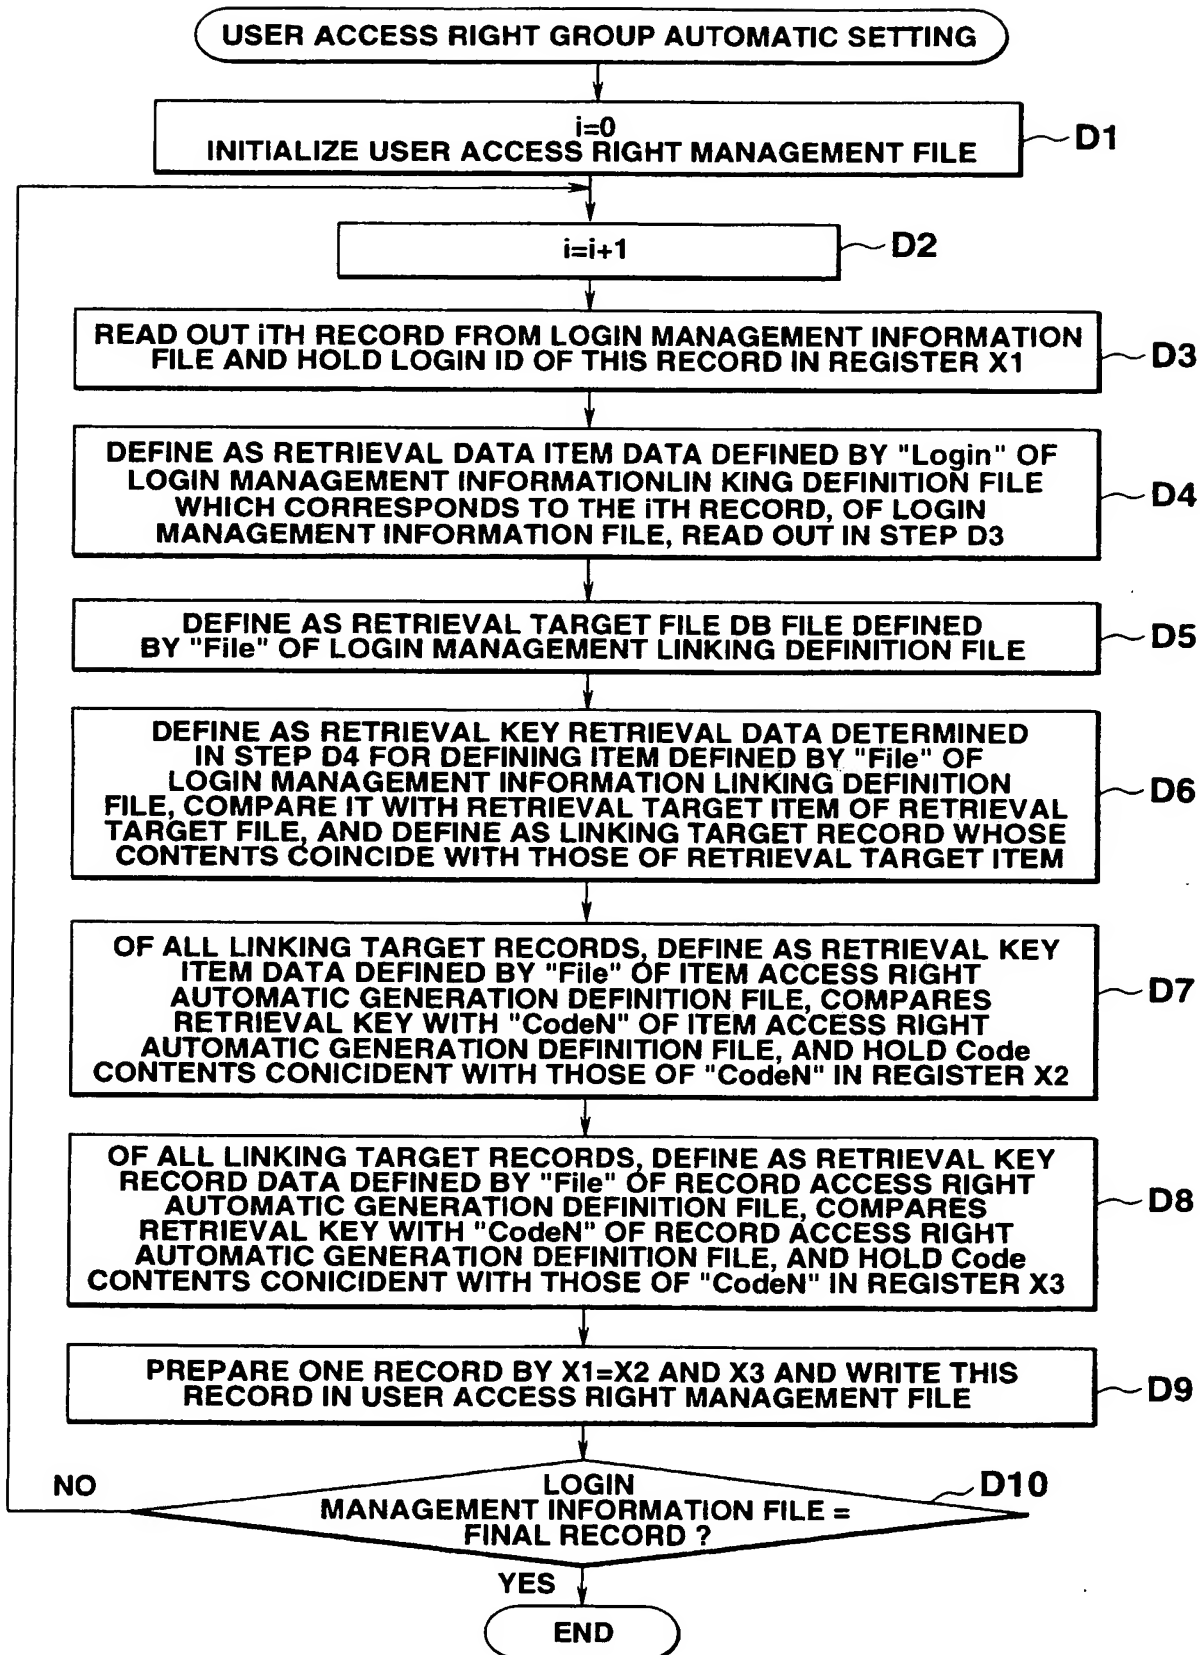 USER ACCESS RIGHT GROUP AUTOMATIC SETTING
i=0
INITIALIZE USER ACCESS RIGHT MANAGEMENT FILE
D1
i=i+1
D2
READ OUT iTH RECORD FROM LOGIN MANAGEMENT INFORMATION
FILE AND HOLD LOGIN ID OF THIS RECORD IN REGISTER X1
D3
DEFINE AS RETRIEVAL DATA ITEM DATA DEFINED BY "Login" OF
LOGIN MANAGEMENT INFORMATIONLIN KING DEFINITION FILE
WHICH CORRESPONDS TO THE iTH RECORD, OF LOGIN
MANAGEMENT INFORMATION FILE, READ OUT IN STEP D3
D4
DEFINE AS RETRIEVAL TARGET FILE DB FILE DEFINED
BY "File" OF LOGIN MANAGEMENT LINKING DEFINITION FILE
D5
DEFINE AS RETRIEVAL KEY RETRIEVAL DATA DETERMINED
IN STEP D4 FOR DEFINING ITEM DEFINED BY "File" OF
LOGIN MANAGEMENT INFORMATION LINKING DEFINITION
FILE, COMPARE IT WITH RETRIEVAL TARGET ITEM OF RETRIEVAL
TARGET FILE, AND DEFINE AS LINKING TARGET RECORD WHOSE
CONTENTS COINCIDE WITH THOSE OF RETRIEVAL TARGET ITEM
D6
OF ALL LINKING TARGET RECORDS, DEFINE AS RETRIEVAL KEY
ITEM DATA DEFINED BY "File" OF ITEM ACCESS RIGHT
AUTOMATIC GENERATION DEFINITION FILE, COMPARES
RETRIEVAL KEY WITH "CodeN" OF ITEM ACCESS RIGHT
AUTOMATIC GENERATION DEFINITION FILE, AND HOLD Code
CONTENTS CONICIDENT WITH THOSE OF "CodeN" IN REGISTER X2
D7
OF ALL LINKING TARGET RECORDS, DEFINE AS RETRIEVAL KEY
RECORD DATA DEFINED BY "File" OF RECORD ACCESS RIGHT
AUTOMATIC GENERATION DEFINITION FILE, COMPARES
RETRIEVAL KEY WITH "CodeN" OF RECORD ACCESS RIGHT
AUTOMATIC GENERATION DEFINITION FILE, AND HOLD Code
CONTENTS CONICIDENT WITH THOSE OF "CodeN" IN REGISTER X3
D8
PREPARE ONE RECORD BY X1=X2 AND X3 AND WRITE THIS
RECORD IN USER ACCESS RIGHT MANAGEMENT FILE
D9
NO
LOGIN
MANAGEMENT INFORMATION FILE =
FINAL RECORD ?
D10
YES
END